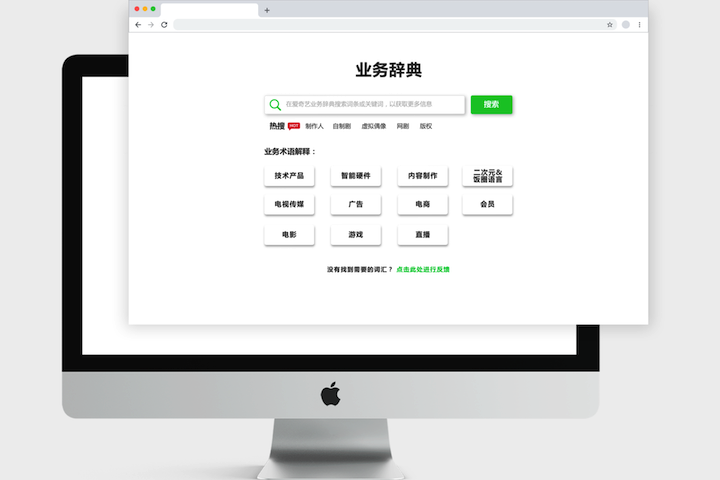 业务辞典
在爱奇艺业务辞典搜索词条或关键词，以获取更多信息
搜索
热搜 HOT 制作人 自制剧 虚拟偶像 网剧 版权
业务术语解释：
技术产品 智能硬件 内容制作 二次元&
饭圈语言
电视传媒 广告 电商 会员
电影 游戏 直播
没有找到需要的词汇？ 点击此处进行反馈